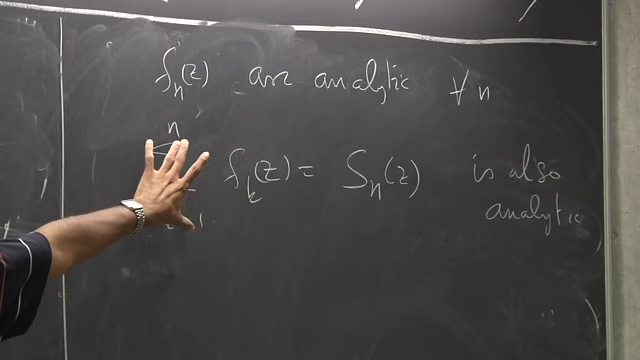 fₙ(z) are analytic ∀ n
n
fₖ(z) = Sₙ(z) is also
analytic